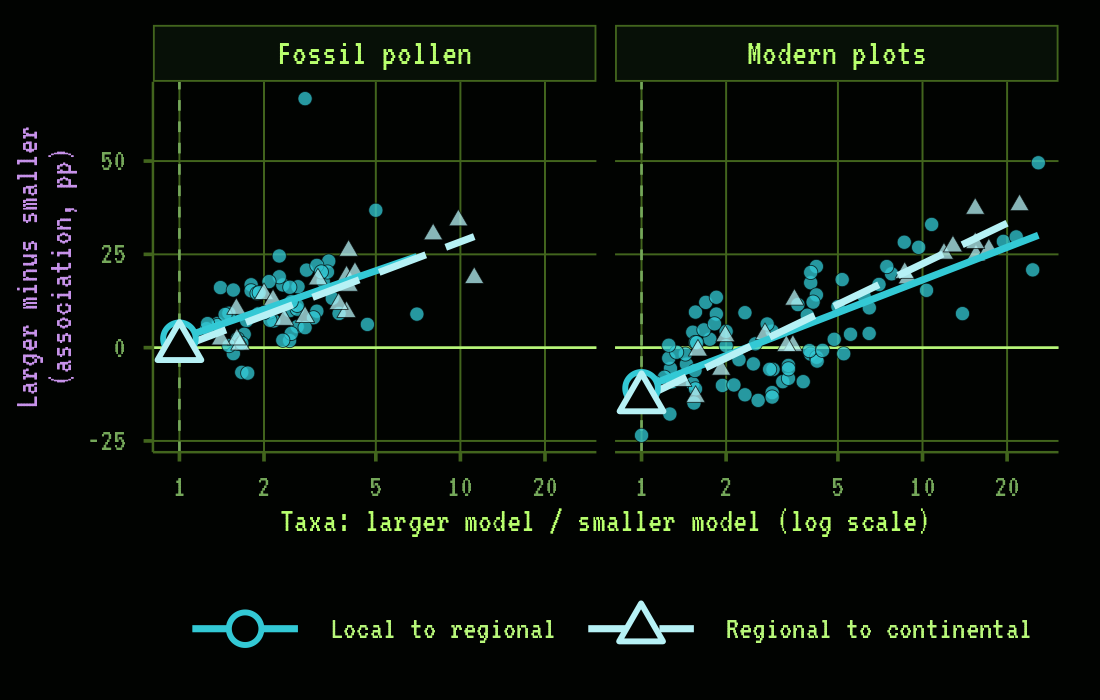 Fossil pollen
Modern plots
Larger minus smaller
(association, pp)
50
25
0
-25
1 2 5 10 20
1 2 5 10 20
Taxa: larger model / smaller model (log scale)
Local to regional
Regional to continental